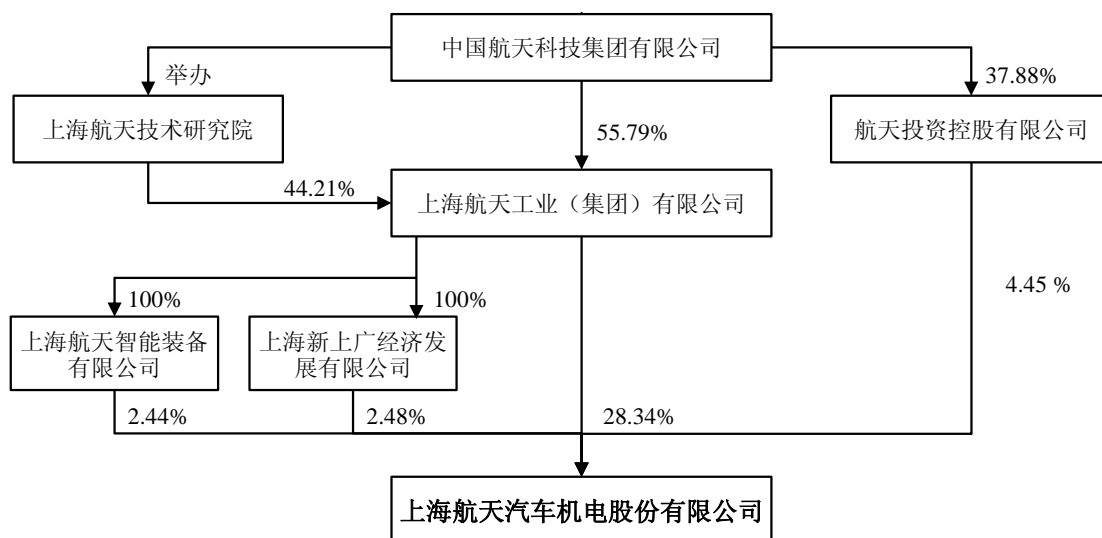 中国航天科技集团有限公司
举办
37.88%
上海航天技术研究院
55.79%
航天投资控股有限公司
44.21%
上海航天工业（集团）有限公司
4.45 %
100%
100%
上海航天智能装备
有限公司
上海新上广经济发
展有限公司
2.44%
2.48%
28.34%
上海航天汽车机电股份有限公司